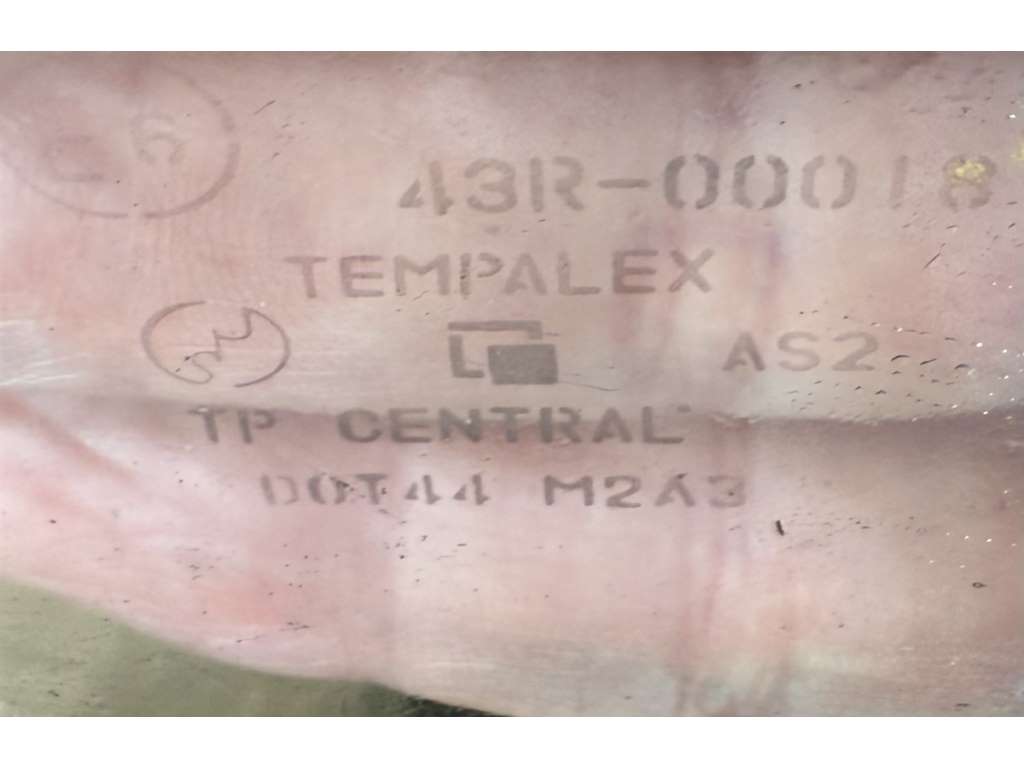 43R-00018
TEMPALEX
AS2
TP CENTRAL
DOT44 M2A3